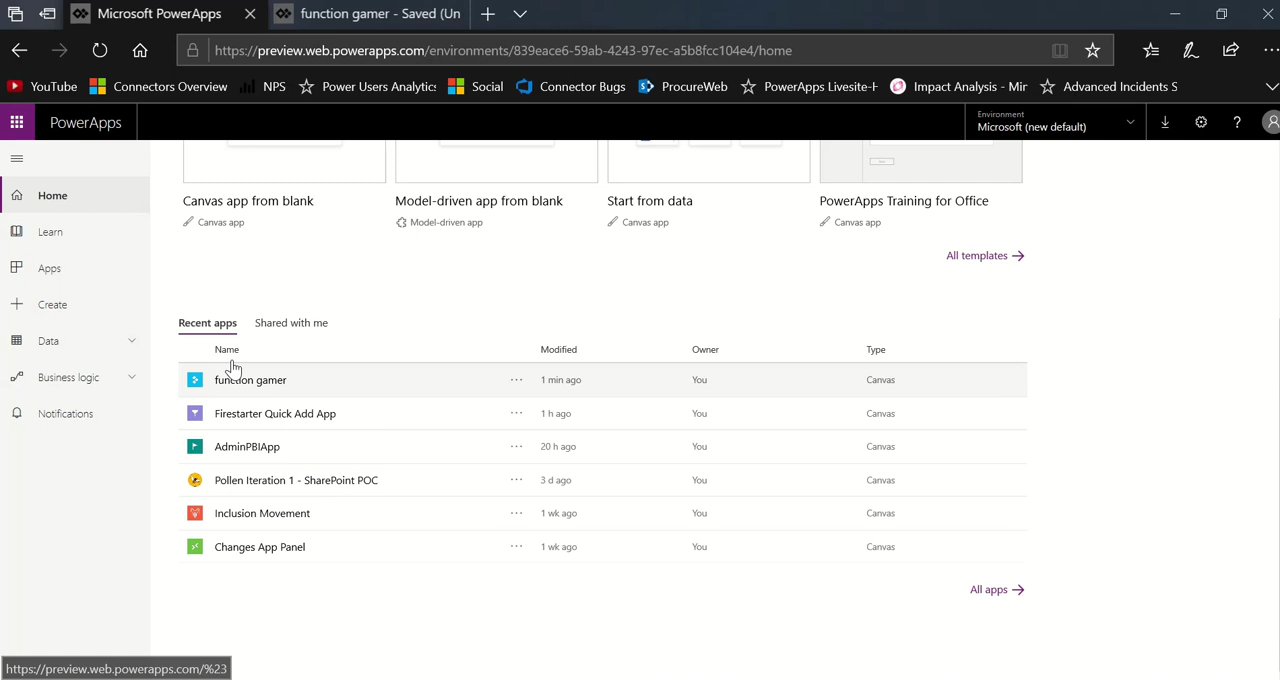 Microsoft PowerApps
function gamer - Saved (Un
https://preview.web.powerapps.com/environments/839eace6-59ab-4243-97ec-a5b8fcc104e4/home
YouTube
Connectors Overview
NPS
Power Users Analytics
Social
Connector Bugs
ProcureWeb
PowerApps Livesite-H
Impact Analysis - Mir
Advanced Incidents S
PowerApps
Environment
Microsoft (new default)
?
Home
Learn
Apps
Create
Data
Business logic
Notifications
Canvas app from blank
Model-driven app from blank
Start from data
PowerApps Training for Office
Canvas app
Model-driven app
Canvas app
Canvas app
All templates
Recent apps
Shared with me
Name Modified Owner Type
function gamer ... 1 min ago You Canvas
Firestarter Quick Add App ... 1 h ago You Canvas
AdminPBIApp ... 20 h ago You Canvas
Pollen Iteration 1 - SharePoint POC ... 3 d ago You Canvas
Inclusion Movement ... 1 wk ago You Canvas
Changes App Panel ... 1 wk ago You Canvas
All apps
https://preview.web.powerapps.com/%23